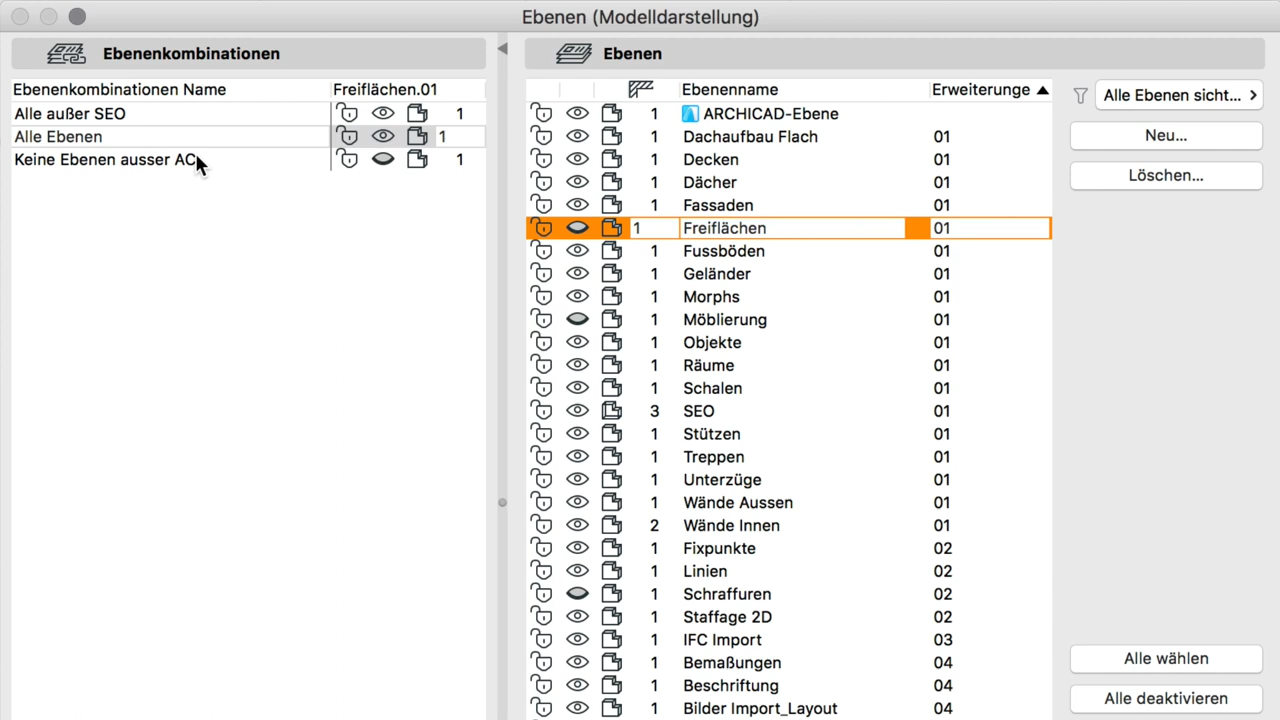 Ebenen (Modelldarstellung)
Ebenenkombinationen
Ebenenkombinationen Name Freiflächen.01
Alle außer SEO 1
Alle Ebenen 1
Keine Ebenen ausser AC 1
Ebenen
Ebenenname Erweiterunge
1 ARCHICAD-Ebene
1 Dachaufbau Flach 01
1 Decken 01
1 Dächer 01
1 Fassaden 01
1 Freiflächen 01
1 Fussböden 01
1 Geländer 01
1 Morphs 01
1 Möblierung 01
1 Objekte 01
1 Räume 01
1 Schalen 01
3 SEO 01
1 Stützen 01
1 Treppen 01
1 Unterzüge 01
1 Wände Aussen 01
2 Wände Innen 01
1 Fixpunkte 02
1 Linien 02
1 Schraffuren 02
1 Staffage 2D 02
1 IFC Import 03
1 Bemaßungen 04
1 Beschriftung 04
1 Bilder Import_Layout 04
Alle Ebenen sicht...
Neu...
Löschen...
Alle wählen
Alle deaktivieren